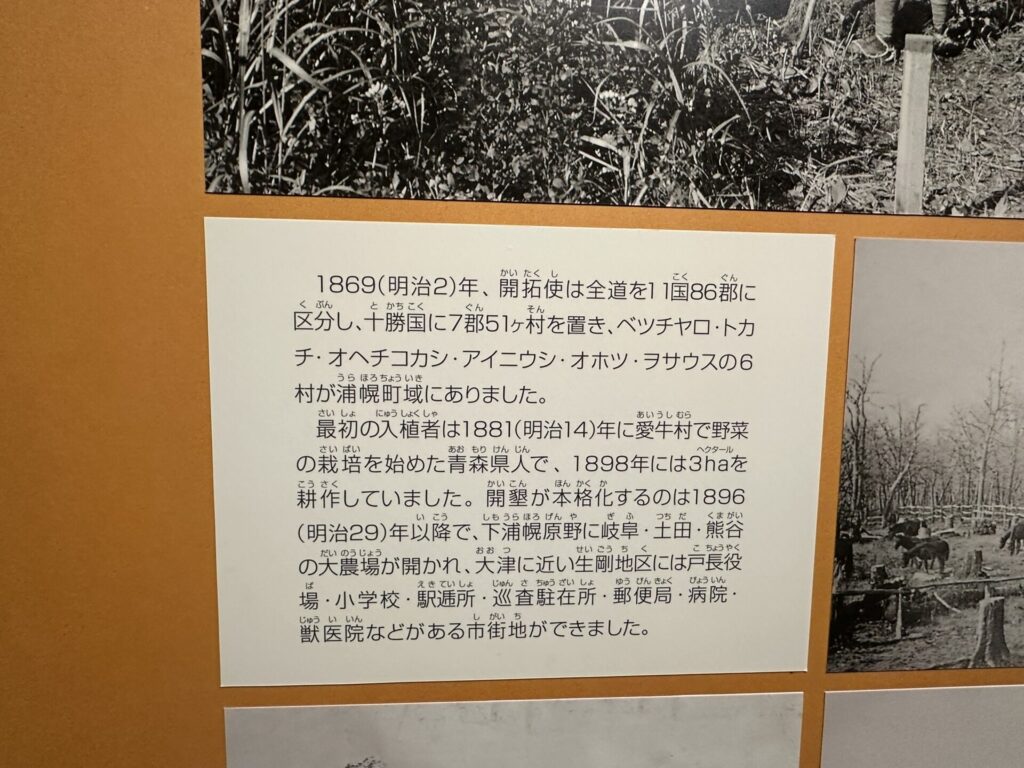 1869(明治2)年、開拓使は全道を11国86郡に
区分し、十勝国に7郡51ヶ村を置き、ベツチヤロ・トカ
チ・オヘチコカシ・アイニウシ・オホツ・ヲサウスの6
村が浦幌町域にありました。
最初の入植者は1881(明治14)年に愛牛村で野菜
の栽培を始めた青森県人で、1898年には3haを
耕作していました。開墾が本格化するのは1896
(明治29)年以降で、下浦幌原野に岐阜・土田・熊谷
の大農場が開かれ、大津に近い生剛地区には戸長役
場・小学校・駅逓所・巡査駐在所・郵便局・病院・
獣医院などがある市街地ができました。